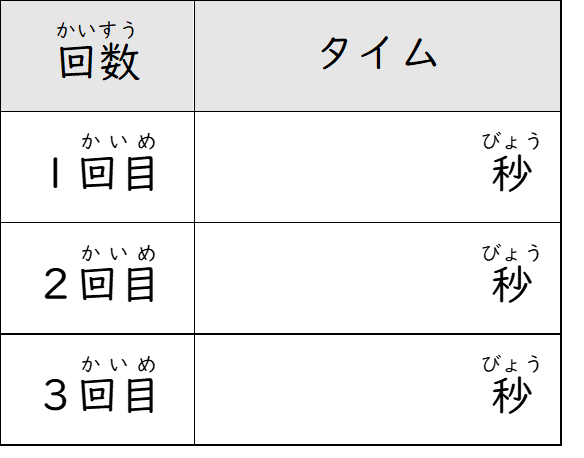 かいすう
回数 タイム
かいめ びょう
1回目 秒
かいめ びょう
2回目 秒
かいめ びょう
3回目 秒